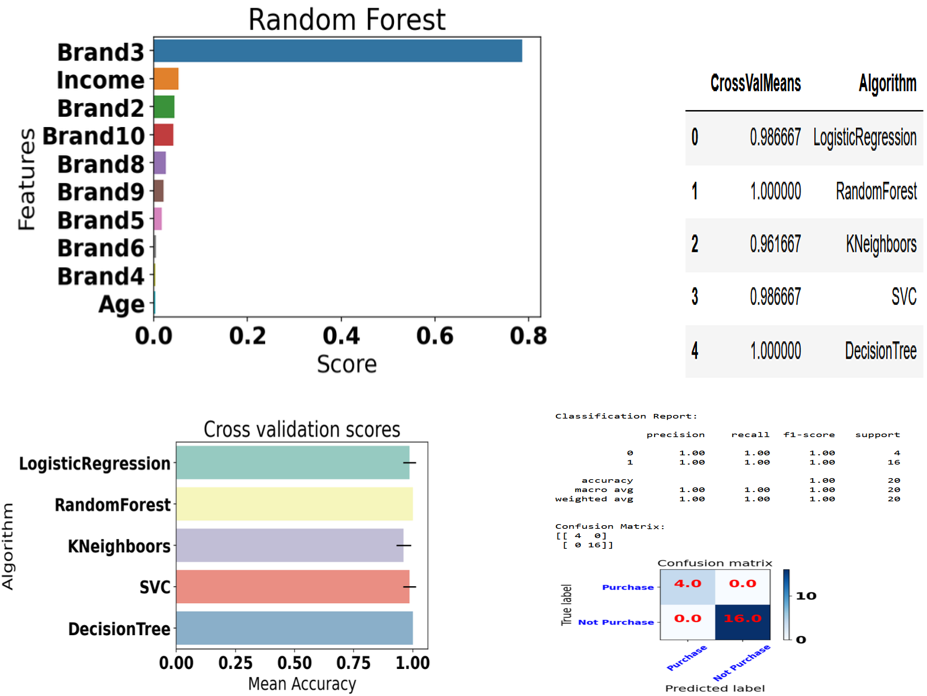 Random Forest
Features
Brand3
Income
Brand2
Brand10
Brand8
Brand9
Brand5
Brand6
Brand4
Age
0.0 0.2 0.4 0.6 0.8
Score
CrossValMeans Algorithm
0 0.986667 LogisticRegression
1 1.000000 RandomForest
2 0.961667 KNeighboors
3 0.986667 SVC
4 1.000000 DecisionTree
Cross validation scores
Algorithm
LogisticRegression
RandomForest
KNeighboors
SVC
DecisionTree
0.00 0.25 0.50 0.75 1.00
Mean Accuracy
Classification Report:
precision recall f1-score support
0 1.00 1.00 1.00 4
1 1.00 1.00 1.00 16
accuracy 1.00 20
macro avg 1.00 1.00 1.00 20
weighted avg 1.00 1.00 1.00 20
Confusion Matrix:
[[ 4 0]
[ 0 16]]
Confusion matrix
True label
Purchase 4.0 0.0
Not Purchase 0.0 16.0
10
0
Purchase Not Purchase
Predicted label